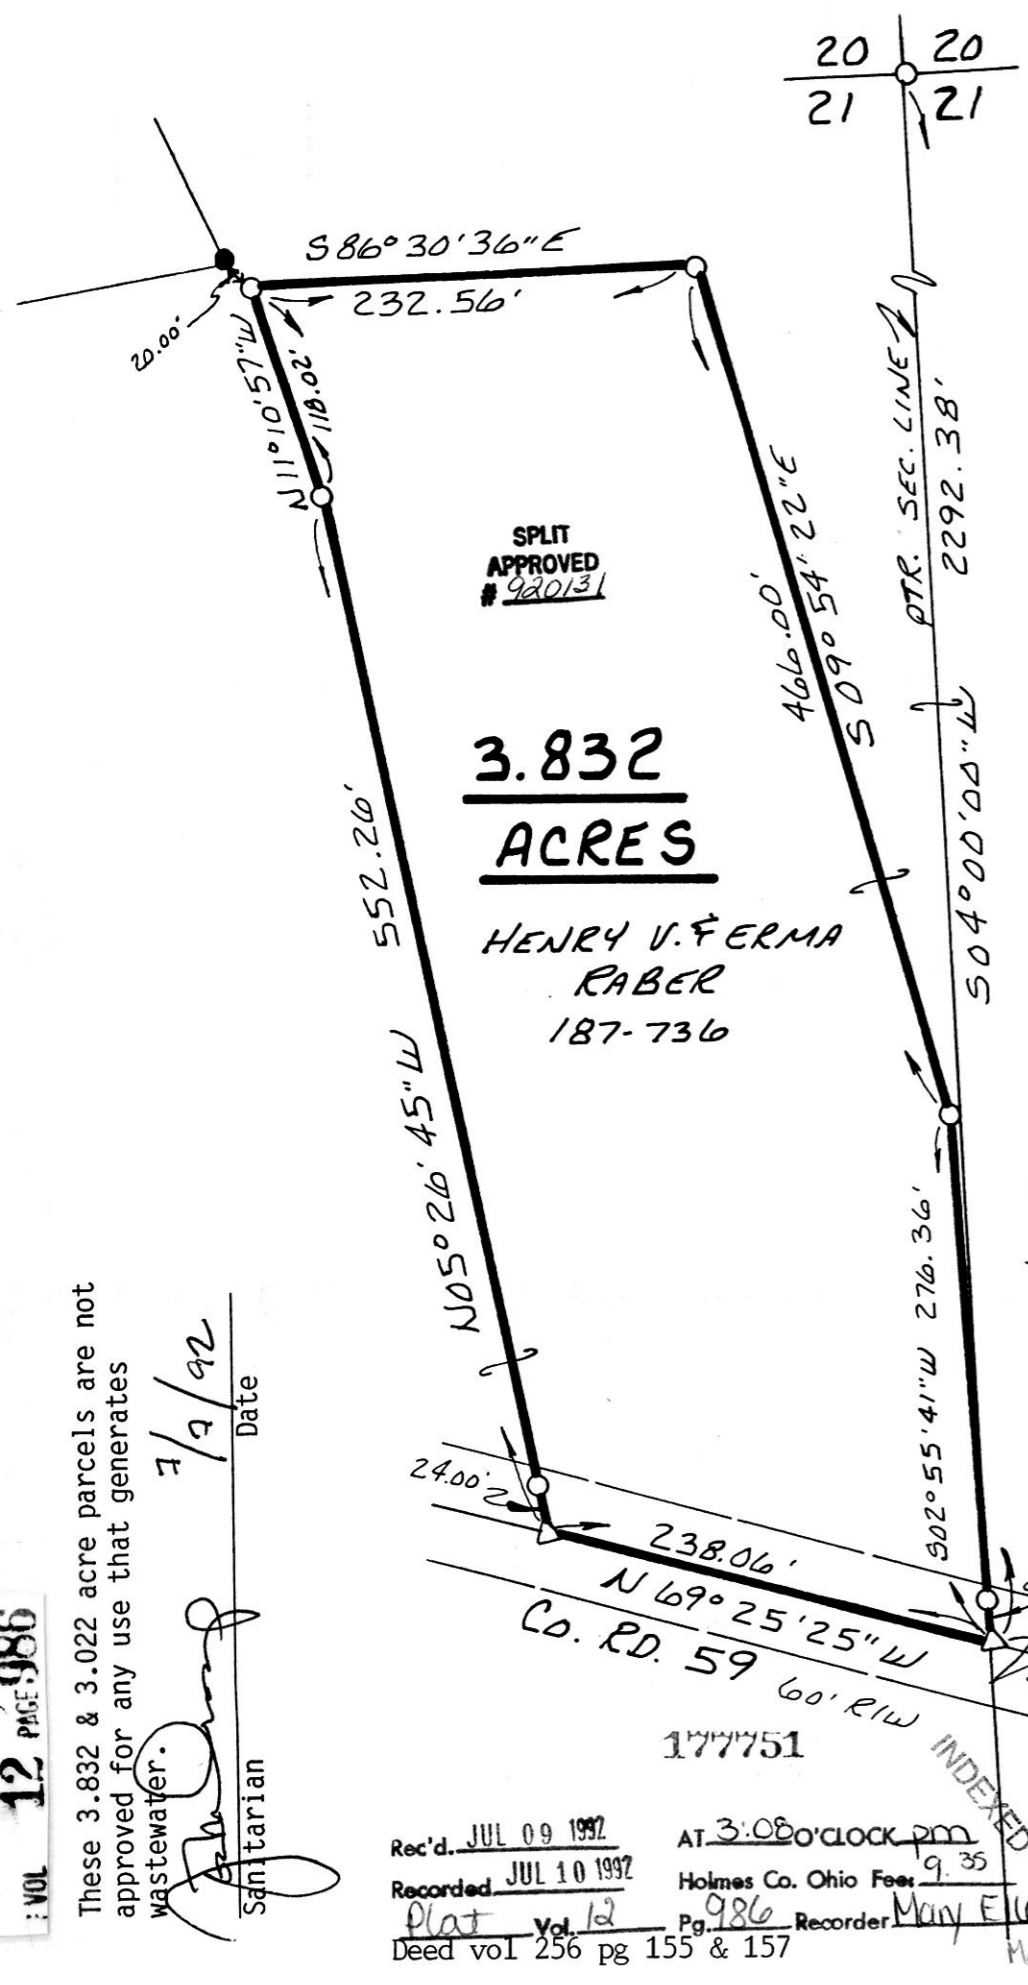 20 20
21 21
S 86° 30' 36" E
232.56'
20.00'
N 11° 10' 57" W
118.02'
PTR. SEC. LINE
2292.38'
S 04° 00' 00" W
SPLIT
APPROVED
# 920131
466.00'
S 09° 54' 22" E
3.832
ACRES
HENRY V. & ERMA
RABER
187-736
552.26'
N 05° 26' 45" W
S 02° 55' 41" W 276.36'
24.00'
238.06'
N 69° 25' 25" W
CO. RD. 59 60' R/W
These 3.832 & 3.022 acre parcels are not
approved for any use that generates
wastewater.
7/7/92
Sanitarian Date
: VOL 12 PAGE 986
177751
INDEXED
Rec'd. JUL 09 1992 AT 3:08 O'CLOCK pm
Recorded JUL 10 1992 Holmes Co. Ohio Fee: 9.35
Plat Vol. 12 Pg. 986 Recorder Mary E
Deed vol 256 pg 155 & 157